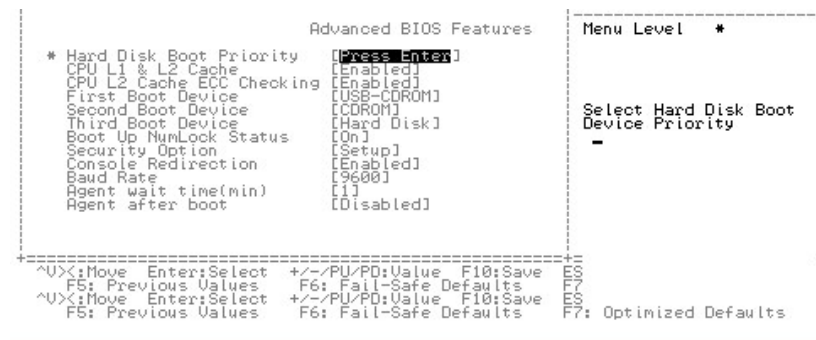 Advanced BIOS Features
Menu Level *
* Hard Disk Boot Priority [Press Enter]
CPU L1 & L2 Cache [Enabled]
CPU L2 Cache ECC Checking [Enabled]
First Boot Device [USB-CDROM]
Second Boot Device [CDROM]
Third Boot Device [Hard Disk]
Boot Up NumLock Status [On]
Security Option [Setup]
Console Redirection [Enabled]
Baud Rate [9600]
Agent wait time(min) [1]
Agent after boot [Disabled]
Select Hard Disk Boot
Device Priority
^V><:Move Enter:Select +/-/PU/PD:Value F10:Save ES
F5: Previous Values F6: Fail-Safe Defaults F7
^V><:Move Enter:Select +/-/PU/PD:Value F10:Save ES
F5: Previous Values F6: Fail-Safe Defaults F7: Optimized Defaults